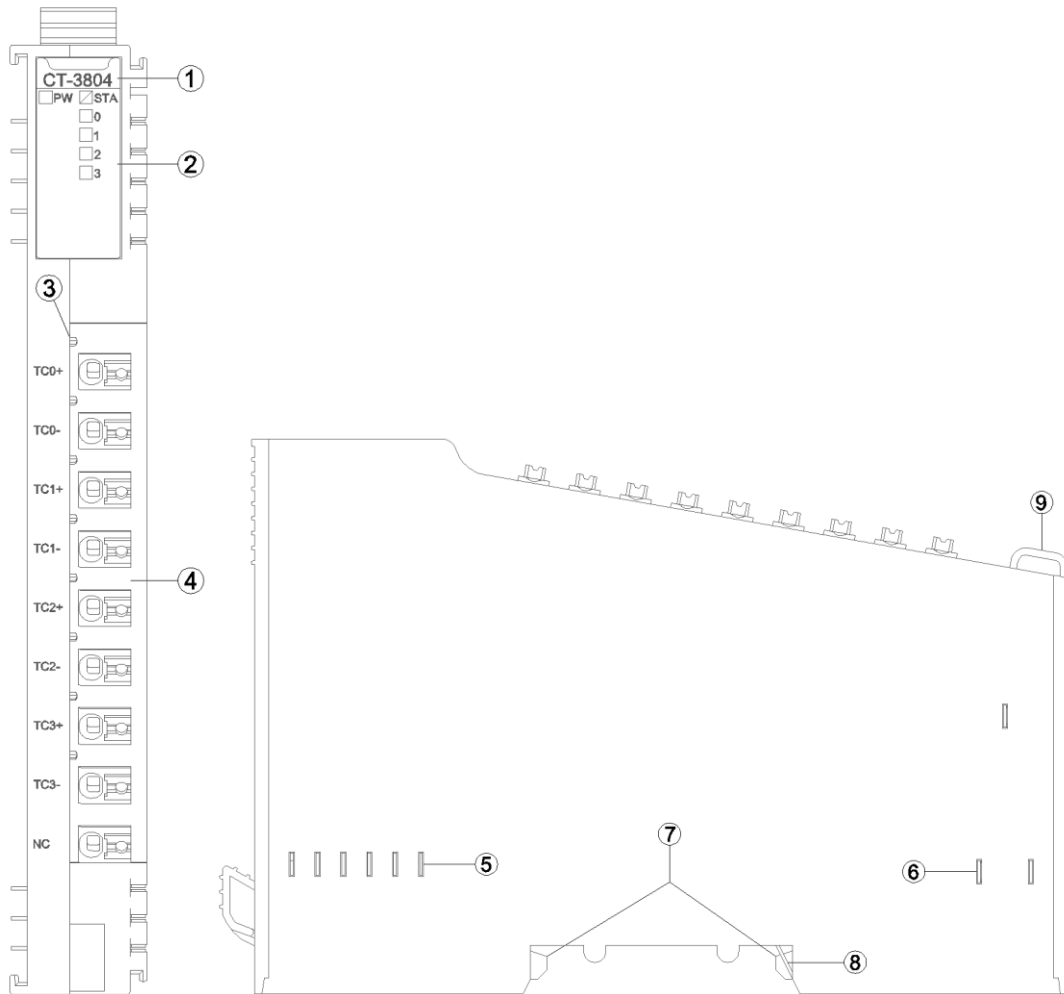 CT-3804
①
PW STA
0
1
2
②
3
③
TC0+
TC0-
TC1+
TC1-
④
TC2+
TC2-
TC3+
TC3-
NC
⑨
⑦
⑤
⑥
⑧